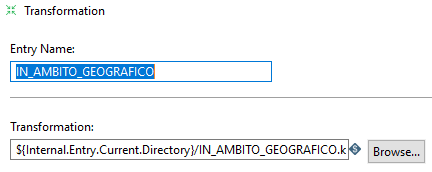 Transformation
Entry Name:
IN_AMBITO_GEOGRAFICO
Transformation:
${Internal.Entry.Current.Directory}/IN_AMBITO_GEOGRAFICO.k
Browse...